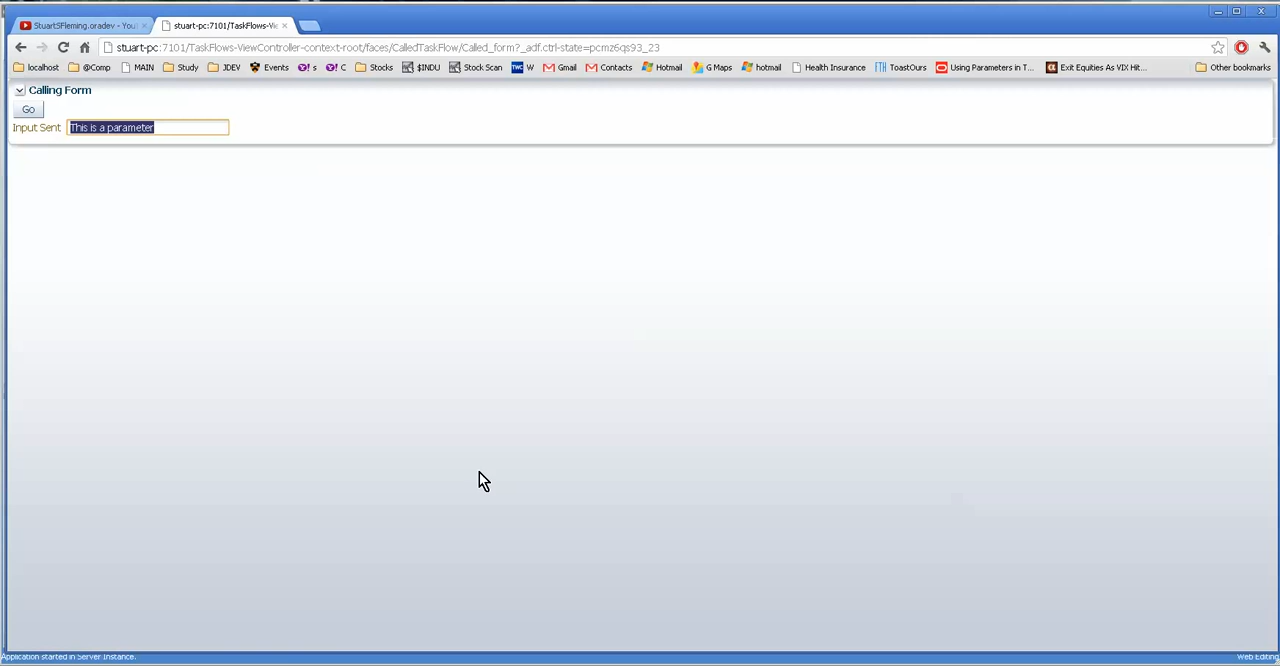 StuartSFleming.oradev - You
stuart-pc:7101/TaskFlows-Vie
stuart-pc:7101/TaskFlows-ViewController-context-root/faces/CalledTaskFlow/Called_form?_adf.ctrl-state=pcmz6qs93_23
localhost @Comp MAIN Study JDEV Events s C Stocks $INDU Stock Scan TWC W Gmail Contacts Hotmail G Maps hotmail Health Insurance ToastOurs Using Parameters in T... Exit Equities As VIX Hit... Other bookmarks
Calling Form
Go
Input Sent This is a parameter
Application started in Server Instance. Web Editing